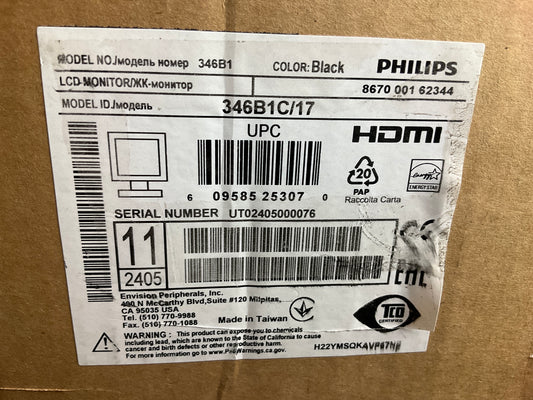 MODEL NO./модель номер 346B1 COLOR: Black PHILIPS
LCD MONITOR/ЖК-монитор 8670 001 62344
MODEL ID./модель 346B1C/17
UPC HDMI
20
PAP
Raccolta Carta
ENERGY STAR
6 09585 25307 0
SERIAL NUMBER UT02405000076
11
2405
EAC
Envision Peripherals, Inc.
490 N McCarthy Blvd,Suite #120 Milpitas,
CA 95035 USA
Tel. (510) 770-9988
Fax. (510) 770-1088
Made in Taiwan
TCO
CERTIFIED
WARNING: This product can expose you to chemicals
including lead, which are known to the State of California to cause
cancer and birth defects or other reproductive harm.
For more information go to www.P65Warnings.ca.gov.